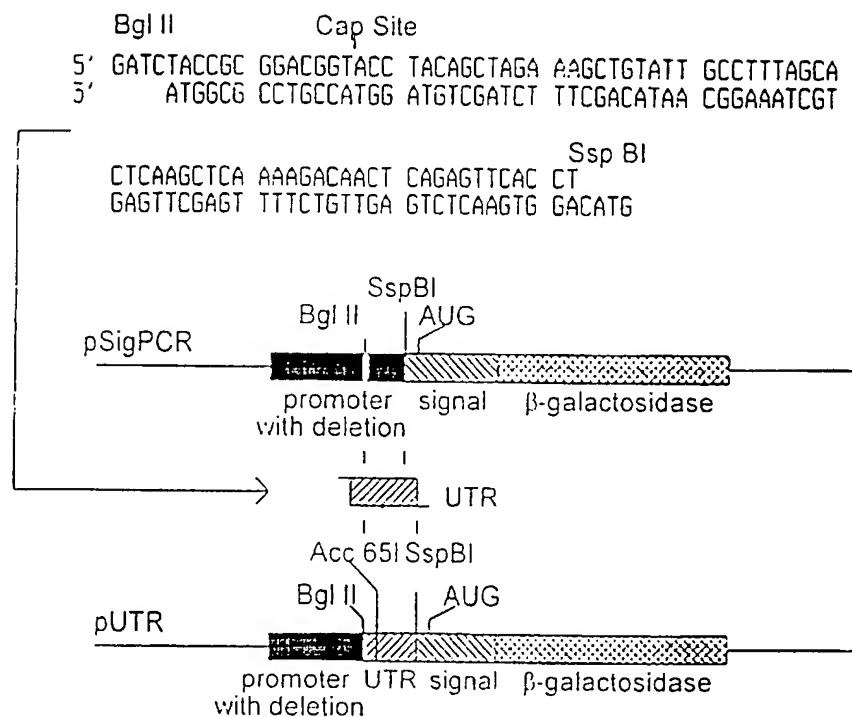 Bgl II Cap Site
5' GATCTACCGC GGACGGTACC TACAGCTAGA AAGCTGTATT GCCTTTAGCA
3' ATGGCG CCTGCCATGG ATGTCGATCT TTCGACATAA CGGAAATCGT
Ssp BI
CTCAAGCTCA AAAGACAACT CAGAGTTCAC CT
GAGTTCGAGT TTTCTGTTGA GTCTCAAGTG GACATG
SspBI
Bgl II AUG
pSigPCR
promoter signal β-galactosidase
with deletion
UTR
Acc 65I SspBI
Bgl II AUG
pUTR
promoter UTR signal β-galactosidase
with deletion